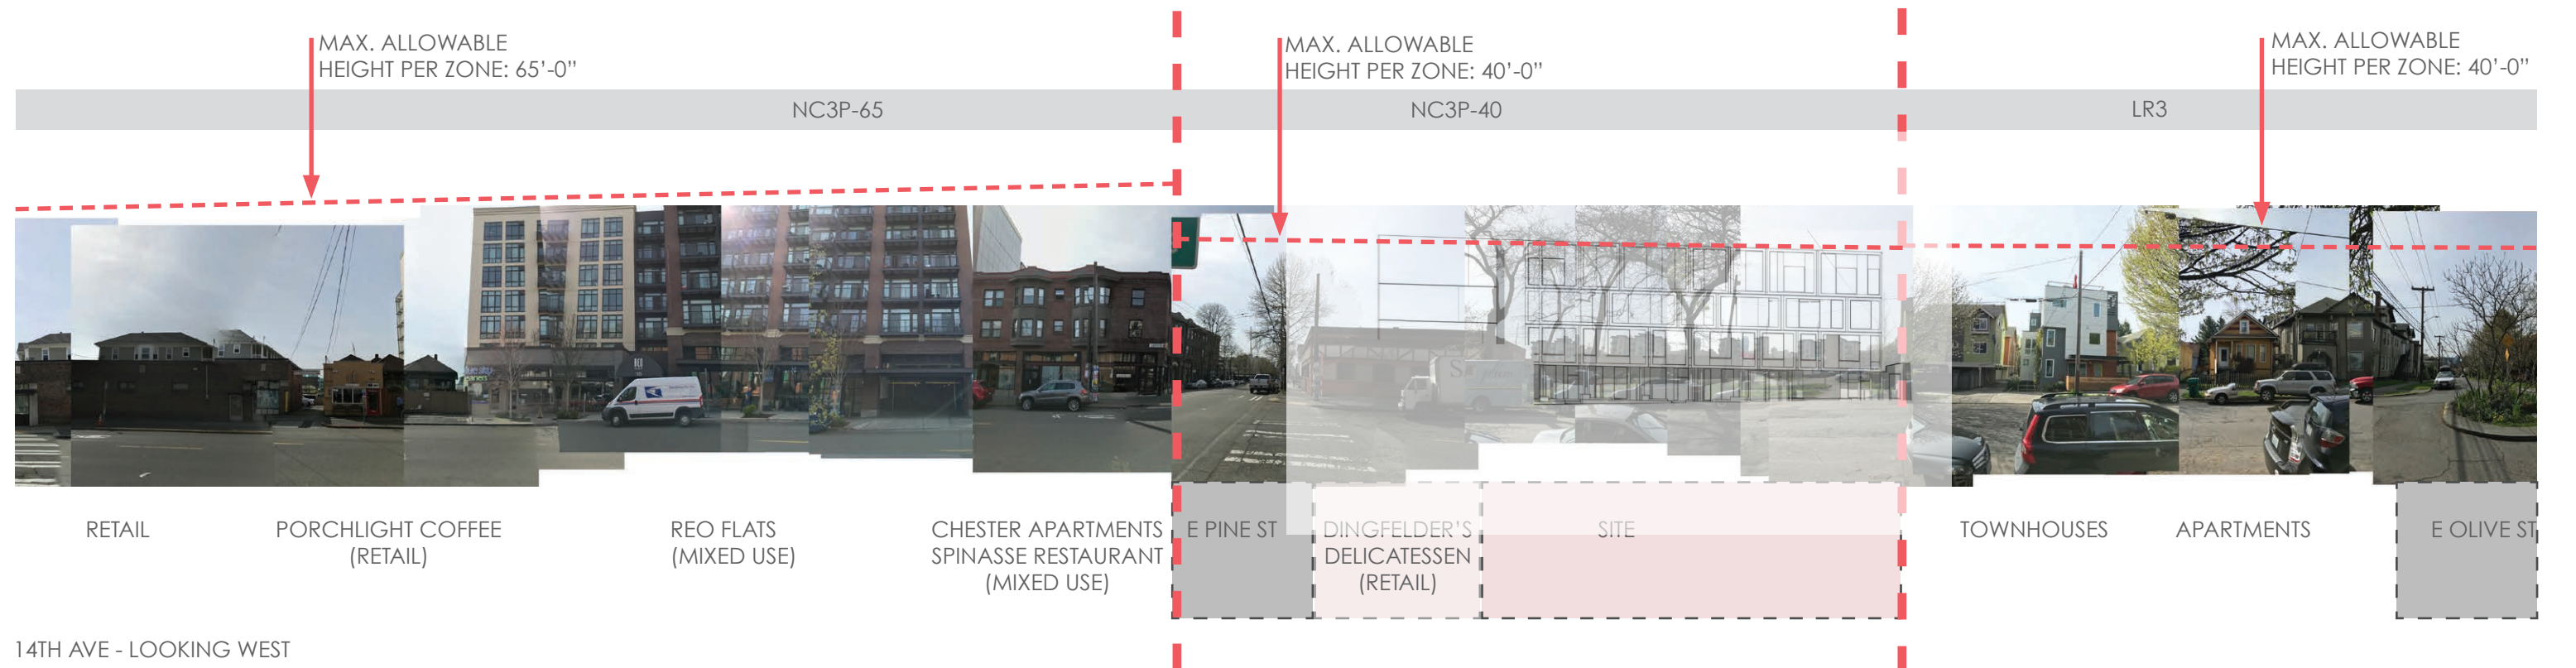 MAX. ALLOWABLE
HEIGHT PER ZONE: 65’-0”
MAX. ALLOWABLE
HEIGHT PER ZONE: 40’-0”
MAX. ALLOWABLE
HEIGHT PER ZONE: 40’-0”
NC3P-65
NC3P-40
LR3
REO
RETAIL
PORCHLIGHT COFFEE
(RETAIL)
REO FLATS
(MIXED USE)
CHESTER APARTMENTS
SPINASSE RESTAURANT
(MIXED USE)
E PINE ST
DINGFELDER'S
DELICATESSEN
(RETAIL)
SITE
TOWNHOUSES
APARTMENTS
E OLIVE ST
14TH AVE - LOOKING WEST